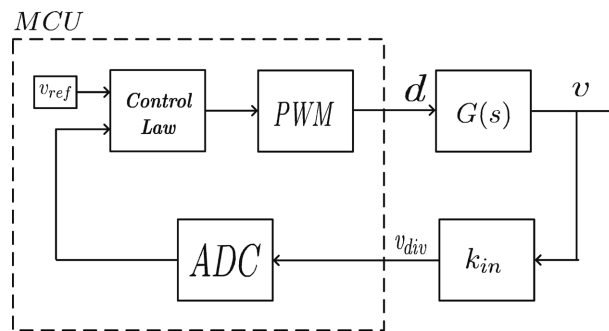 MCU
v_ref
Control
Law
PWM
d
G(s)
v
ADC
v_div
k_in